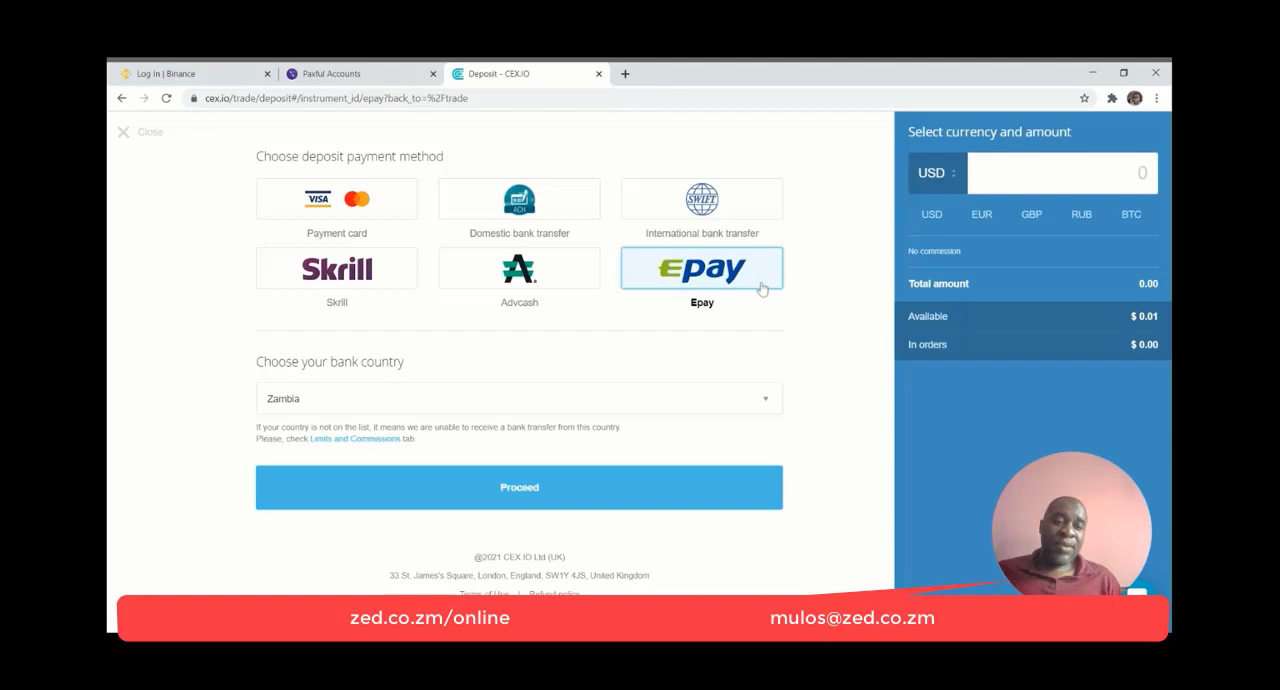 Log In | Binance
Paxful Accounts
Deposit - CEX.IO
cex.io/trade/deposit#/instrument_id/epay?back_to=%2Ftrade
Close
Choose deposit payment method
VISA
ACH
SWIFT
Payment card
Domestic bank transfer
International bank transfer
Skrill
Epay
Skrill
Advcash
Epay
Choose your bank country
Zambia
If your country is not on the list, it means we are unable to receive a bank transfer from this country.
Please, check Limits and Commissions tab.
Proceed
@2021 CEX.IO Ltd (UK)
33 St. James's Square, London, England, SW1Y 4JS, United Kingdom
Terms of Use | Refund policy
Select currency and amount
USD 0
USD EUR GBP RUB BTC
No commission
Total amount 0.00
Available $ 0.01
In orders $ 0.00
zed.co.zm/online
mulos@zed.co.zm